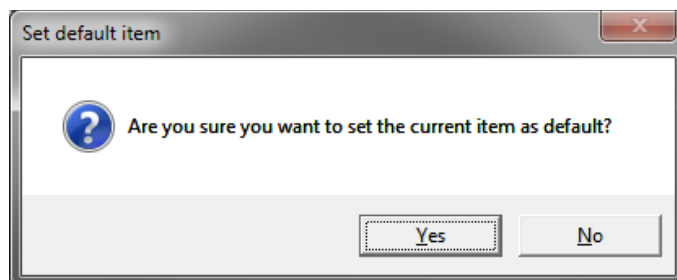 Set default item
Are you sure you want to set the current item as default?
Yes
No